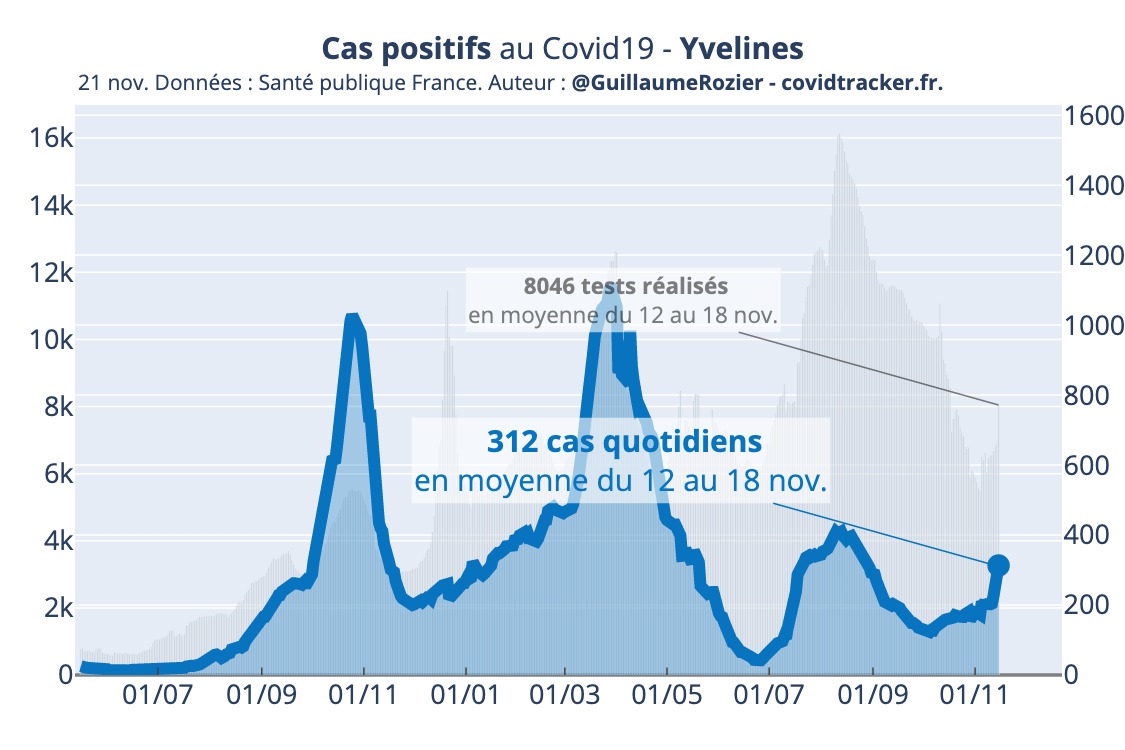 Cas positifs au Covid19 - Yvelines
21 nov. Données : Santé publique France. Auteur : @GuillaumeRozier - covidtracker.fr.
16k
14k
12k
10k
8k
6k
4k
2k
0
1600
1400
1200
1000
800
600
400
200
0
8046 tests réalisés
en moyenne du 12 au 18 nov.
312 cas quotidiens
en moyenne du 12 au 18 nov.
01/07 01/09 01/11 01/01 01/03 01/05 01/07 01/09 01/11